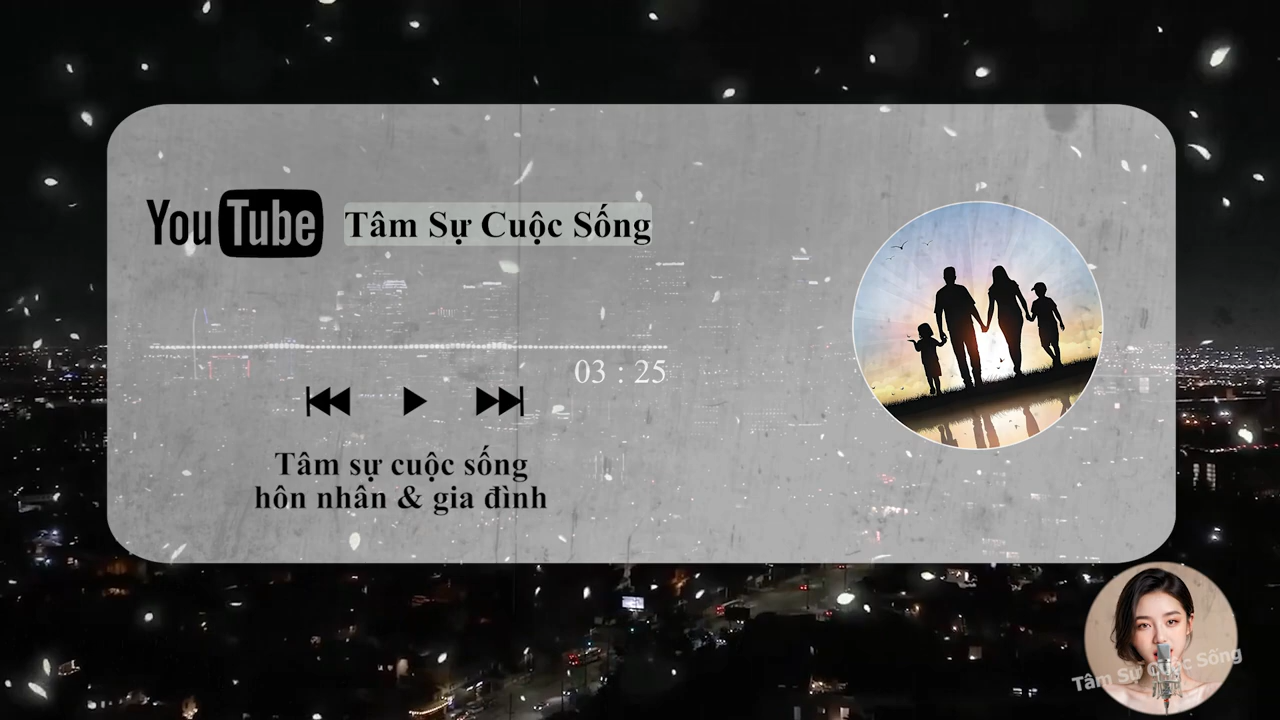 YouTube Tâm Sự Cuộc Sống
03 : 25
Tâm sự cuộc sống
hôn nhân & gia đình
Tâm Sự Cuộc Sống